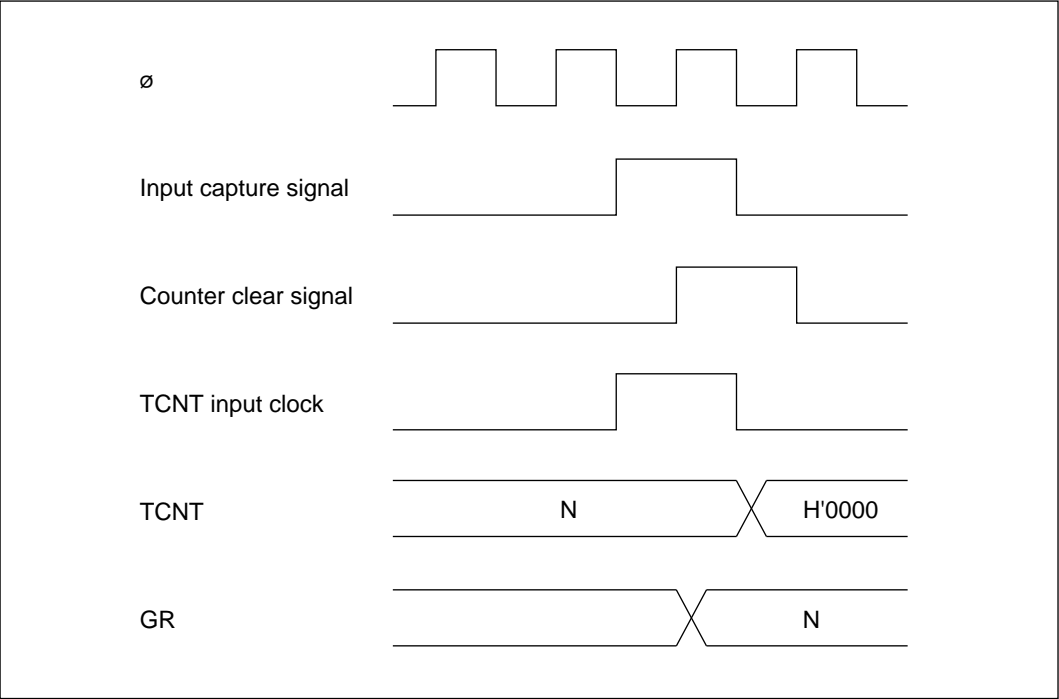 ø
Input capture signal
Counter clear signal
TCNT input clock
TCNT N H'0000
GR N